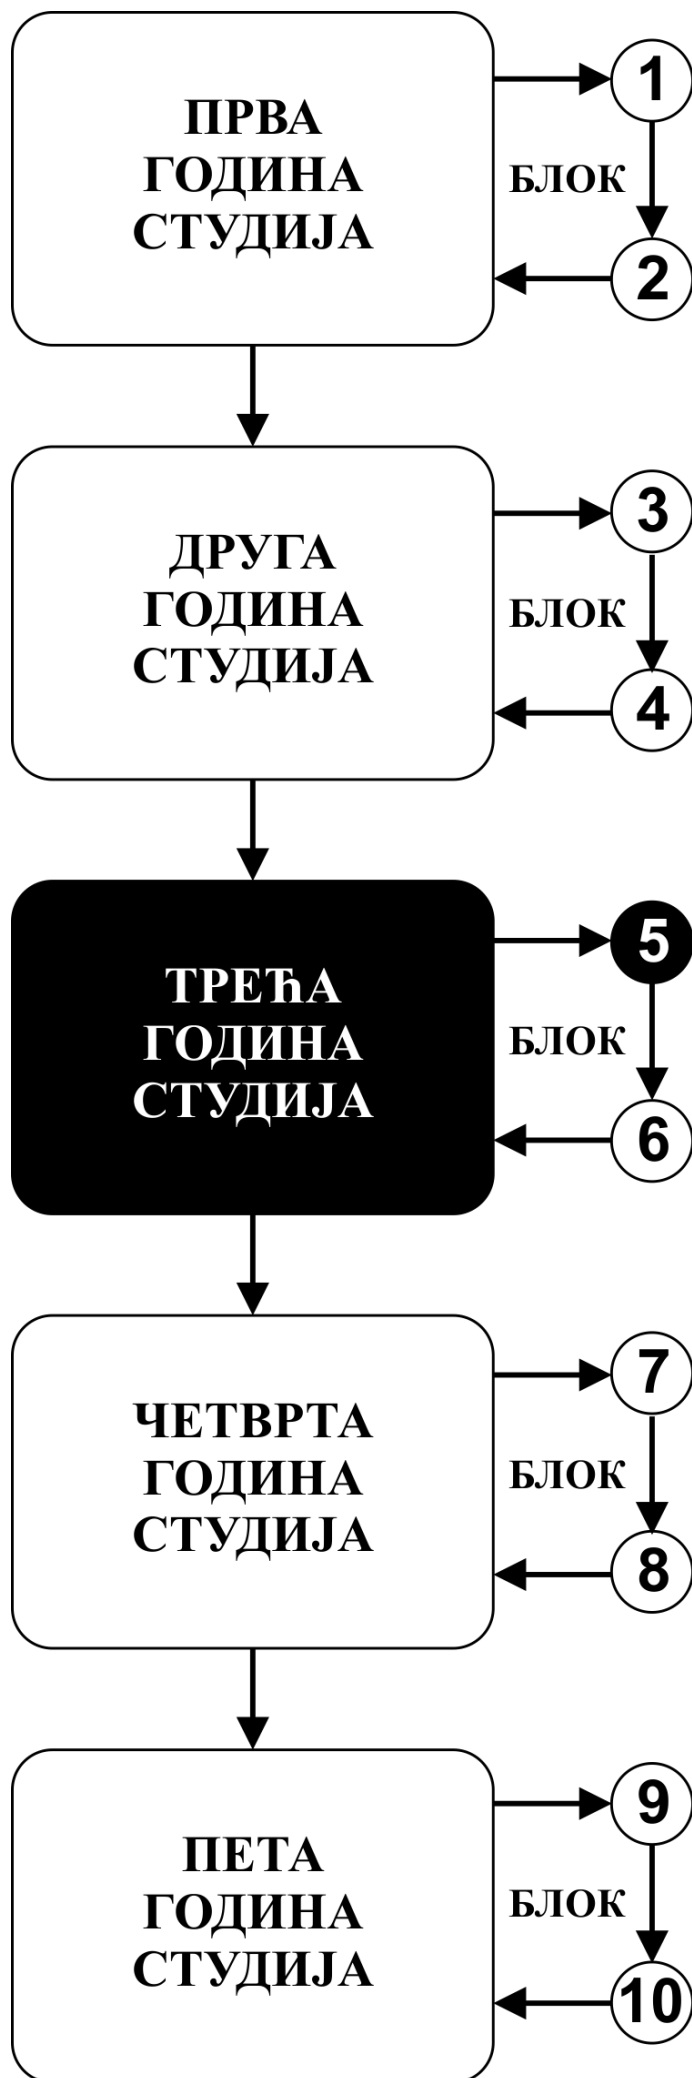 ПРВА
ГОДИНА
СТУДИЈА
1
БЛОК
2
ДРУГА
ГОДИНА
СТУДИЈА
3
БЛОК
4
ТРЕЋА
ГОДИНА
СТУДИЈА
5
БЛОК
6
ЧЕТВРТА
ГОДИНА
СТУДИЈА
7
БЛОК
8
ПЕТА
ГОДИНА
СТУДИЈА
9
БЛОК
10